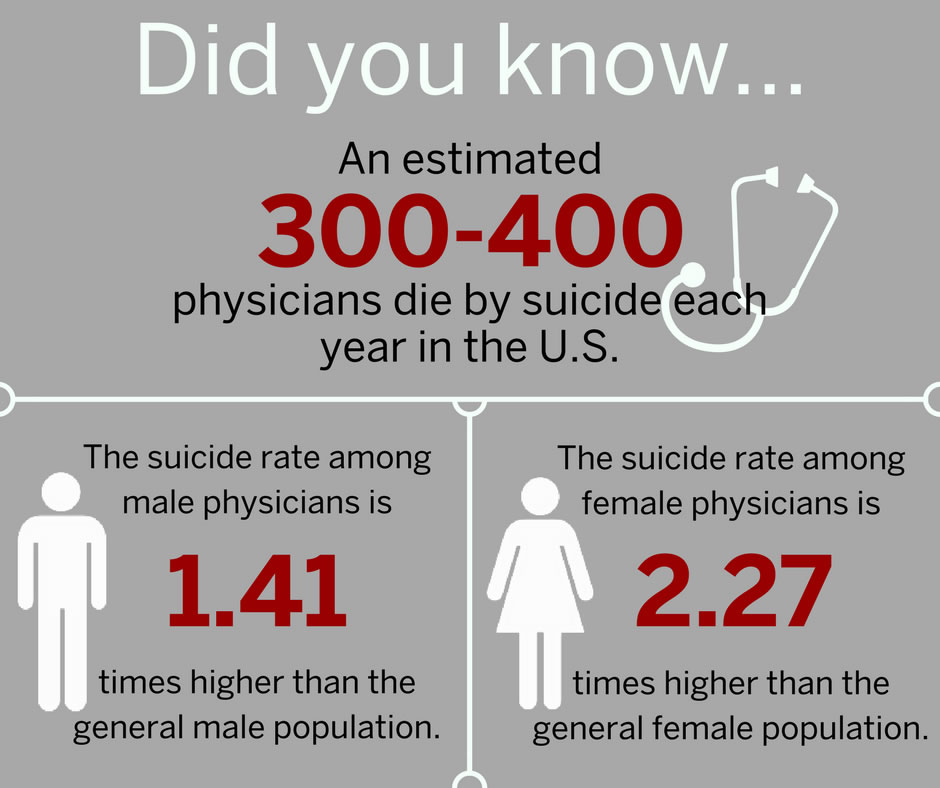 Did you know...
An estimated
300-400
physicians die by suicide each
year in the U.S.
The suicide rate among
male physicians is
1.41
times higher than the
general male population.
The suicide rate among
female physicians is
2.27
times higher than the
general female population.